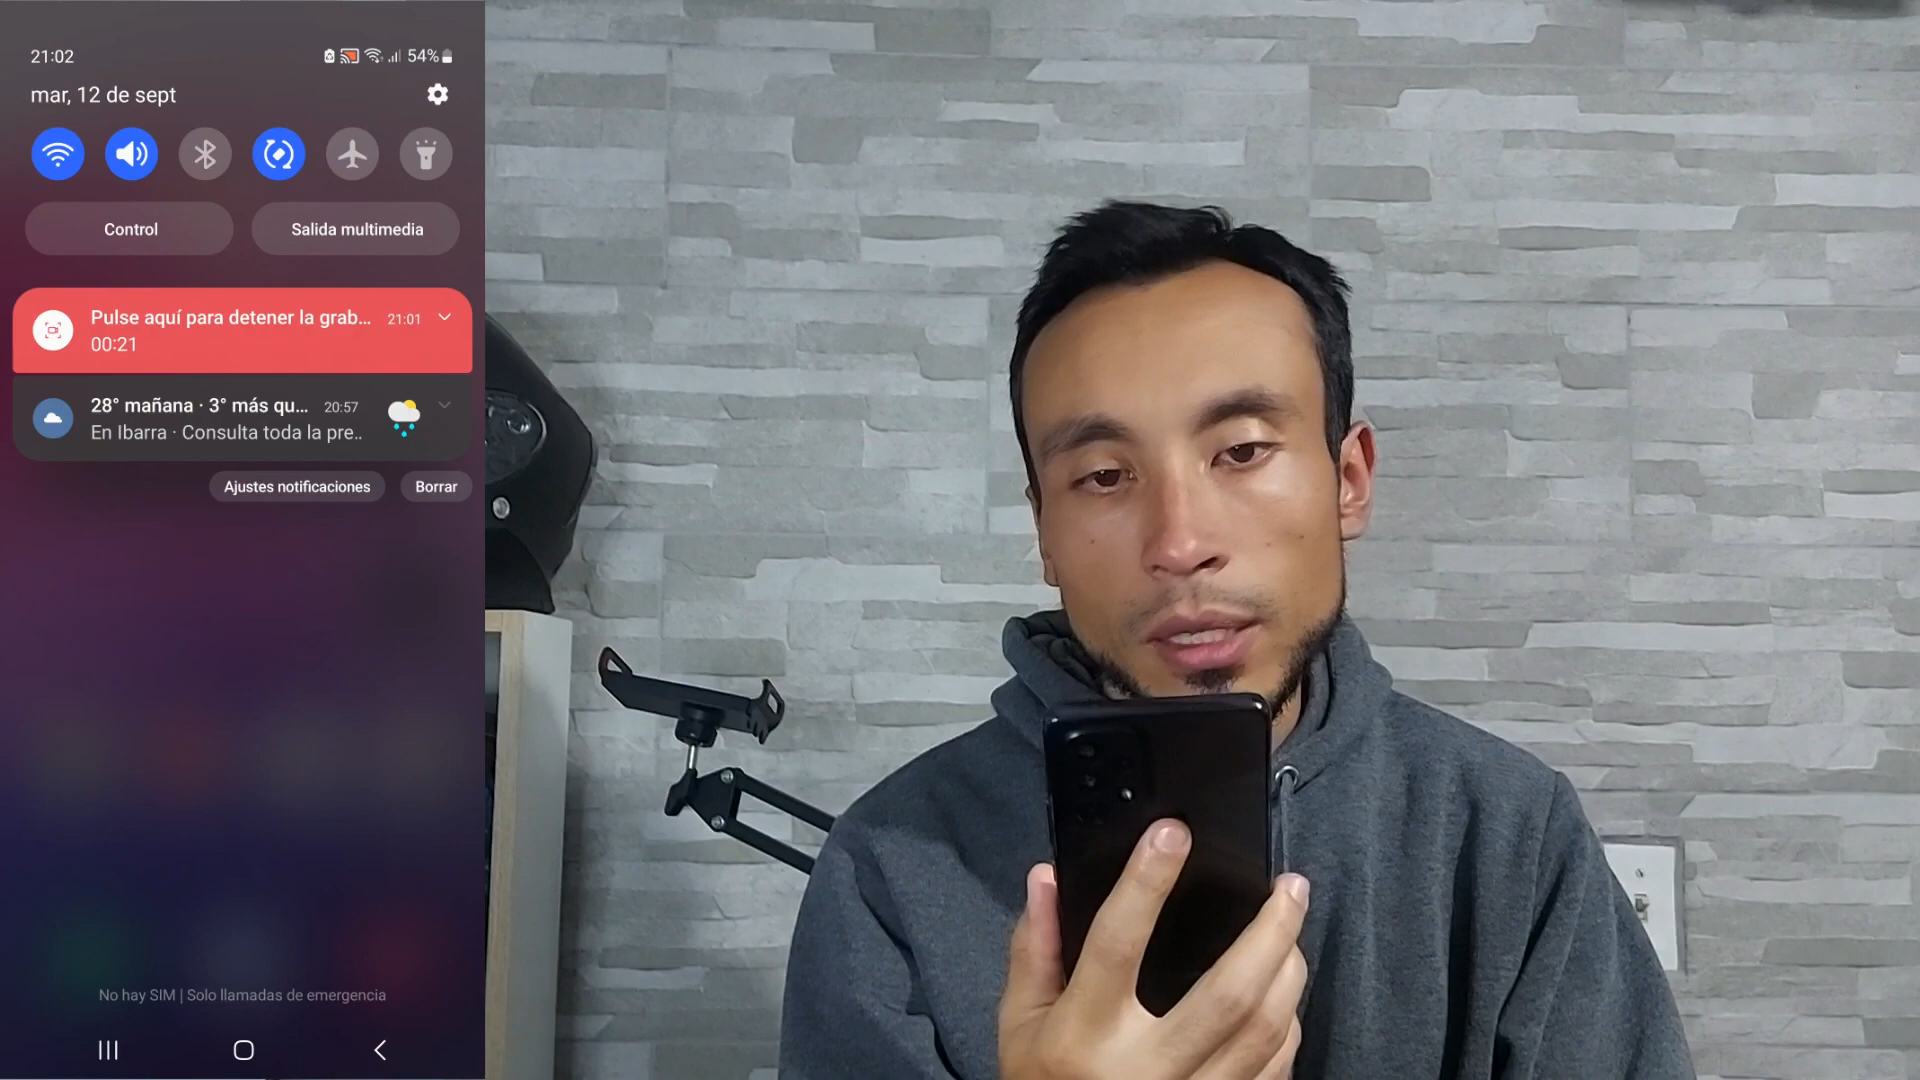 21:02
54%
mar, 12 de sept
Control
Salida multimedia
Pulse aquí para detener la grab... 21:01
00:21
28° mañana · 3° más qu... 20:57
En Ibarra · Consulta toda la pre..
Ajustes notificaciones
Borrar
No hay SIM | Solo llamadas de emergencia